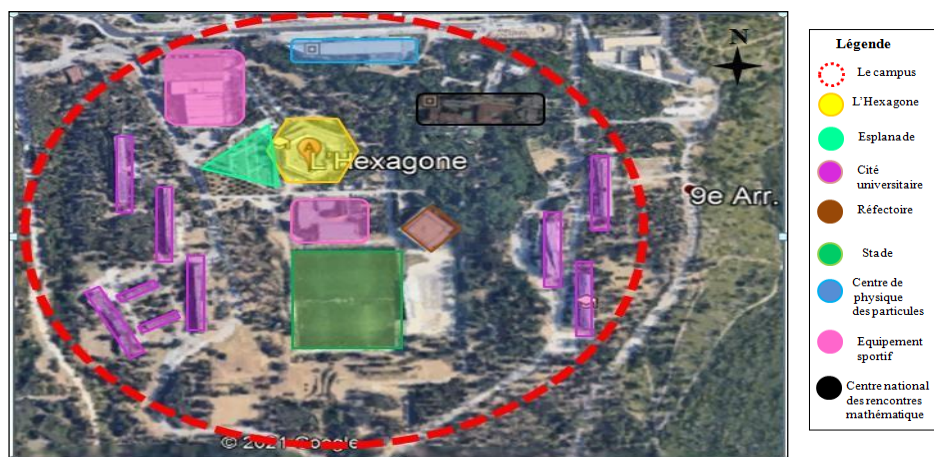 N
L'Hexagone
9e Arr.
© 2021 Google
Légende
Le campus
L'Hexagone
Esplanade
Cité
universitaire
Réfectoire
Stade
Centre de
physique
des particules
Equipement
sportif
Centre national
des rencontres
mathématique